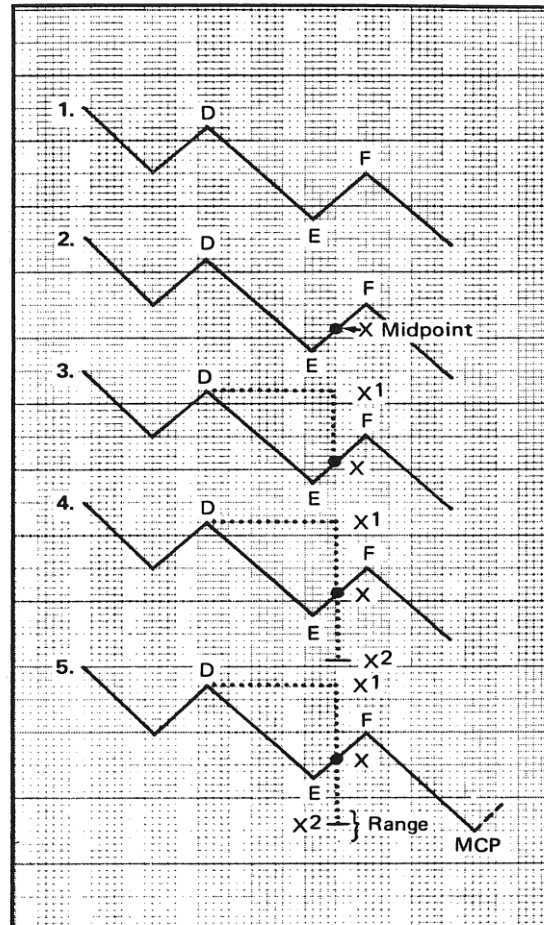 1.
D
F
E
2.
D
F
X Midpoint
E
3.
D
X1
F
X
E
4.
D
X1
F
X
E
X2
5.
D
X1
F
X
E
X2 } Range
MCP